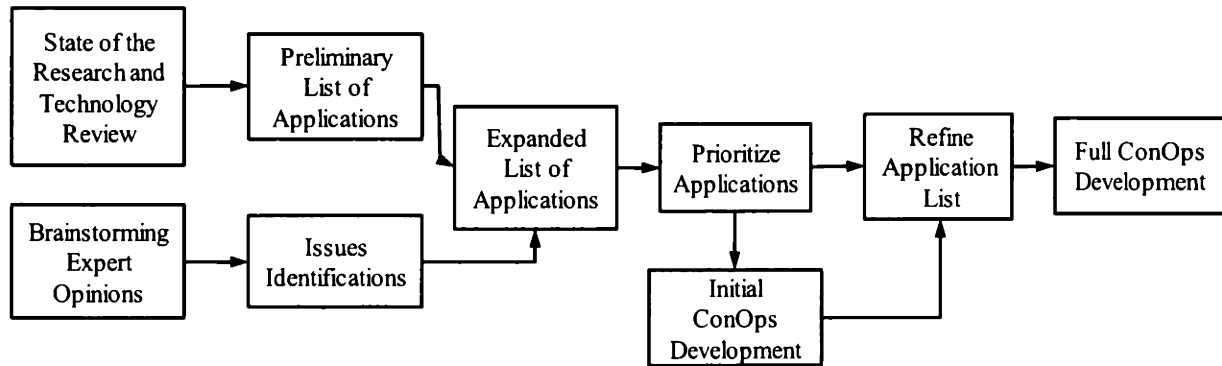 State of the
Research and
Technology
Review
Preliminary
List of
Applications
Expanded
List of
Applications
Prioritize
Applications
Refine
Application
List
Full ConOps
Development
Brainstorming
Expert
Opinions
Issues
Identifications
Initial
ConOps
Development